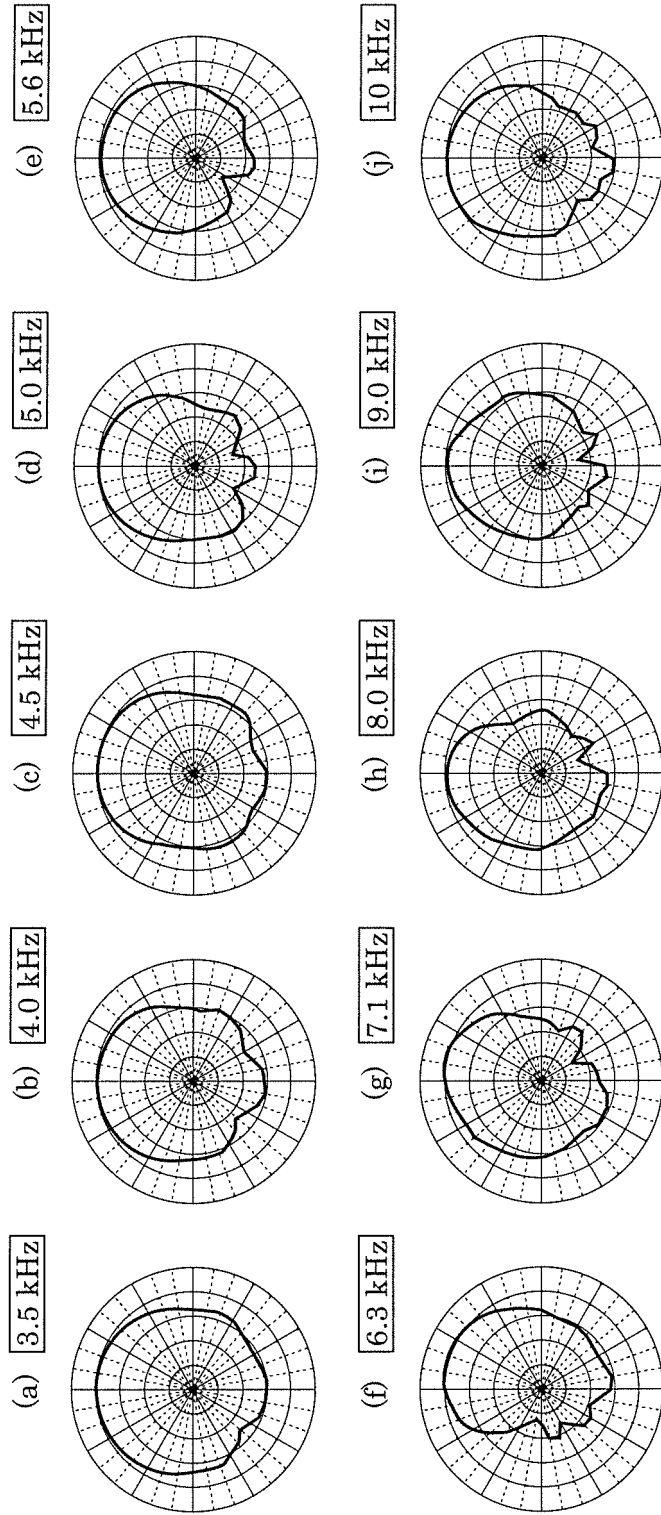 (a) 3.5 kHz
(b) 4.0 kHz
(c) 4.5 kHz
(d) 5.0 kHz
(e) 5.6 kHz
(f) 6.3 kHz
(g) 7.1 kHz
(h) 8.0 kHz
(i) 9.0 kHz
(j) 10 kHz